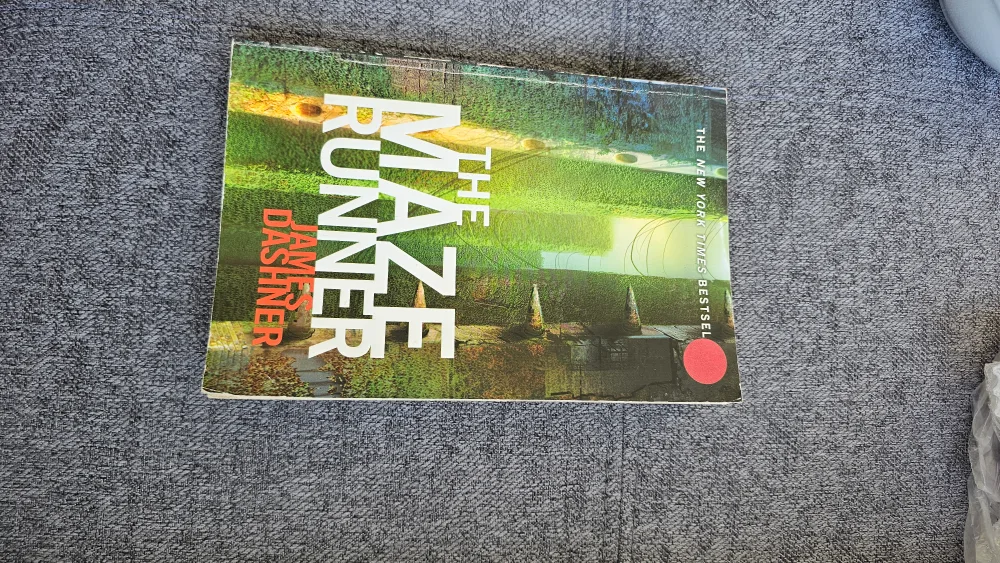 THE NEW YORK TIMES BESTSEL
THE
MAZE
RUNNER
JAMES
DASHNER